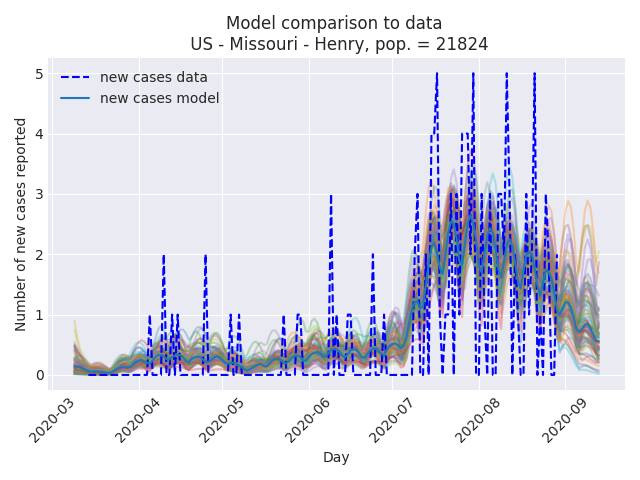 Model comparison to data
US - Missouri - Henry, pop. = 21824
new cases data
new cases model
Number of new cases reported
5
4
3
2
1
0
2020-03
2020-04
2020-05
2020-06
2020-07
2020-08
2020-09
Day